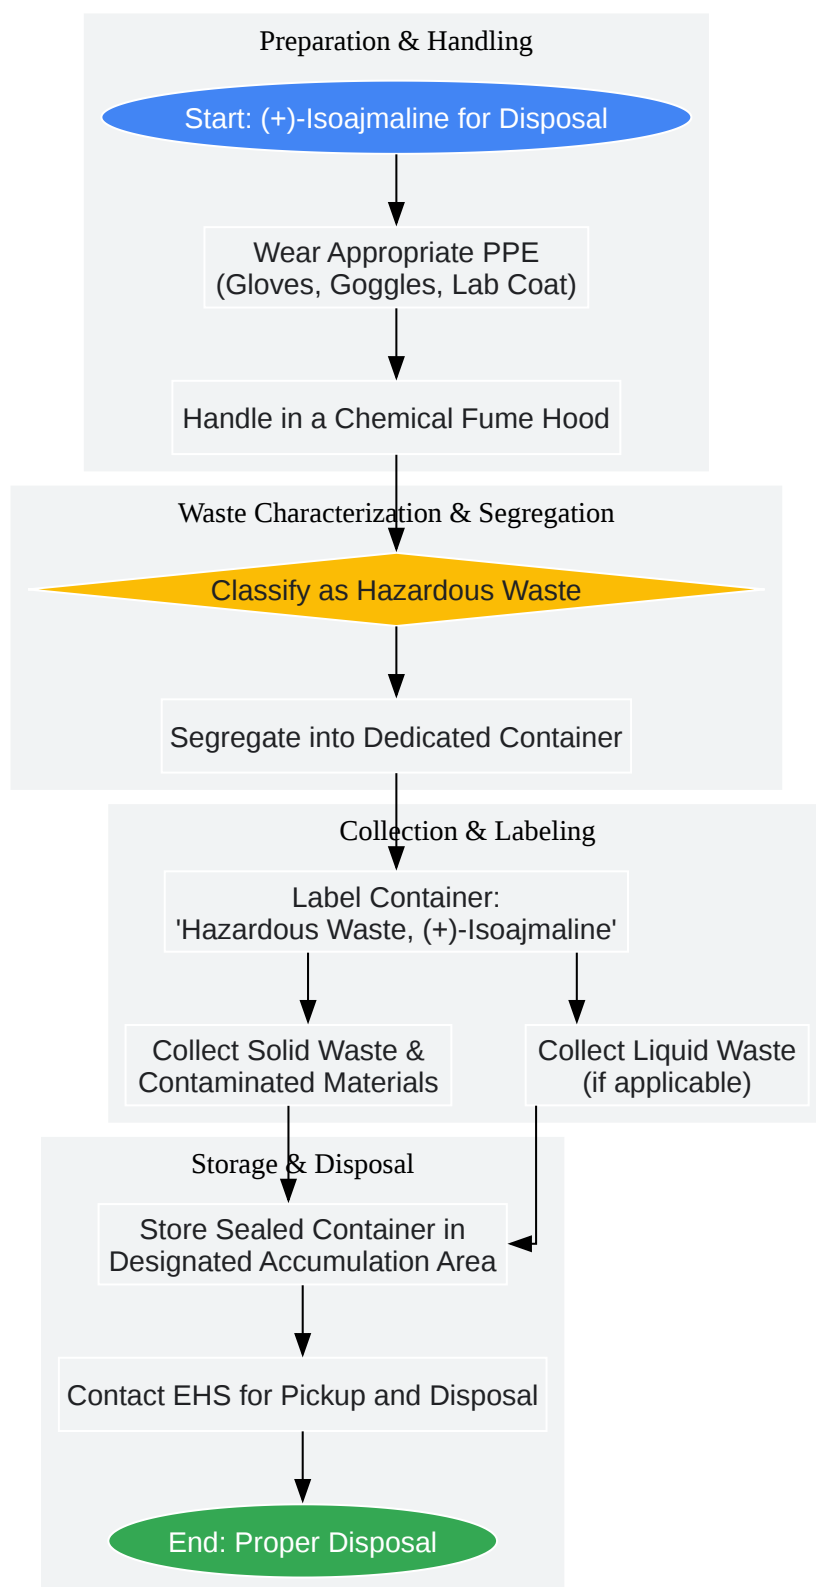 Preparation & Handling
Start: (+)-Isoajmaline for Disposal
Wear Appropriate PPE
(Gloves, Goggles, Lab Coat)
Handle in a Chemical Fume Hood
Waste Characterization & Segregation
Classify as Hazardous Waste
Segregate into Dedicated Container
Collection & Labeling
Label Container:
'Hazardous Waste, (+)-Isoajmaline'
Collect Solid Waste &
Contaminated Materials
Collect Liquid Waste
(if applicable)
Storage & Disposal
Store Sealed Container in
Designated Accumulation Area
Contact EHS for Pickup and Disposal
End: Proper Disposal